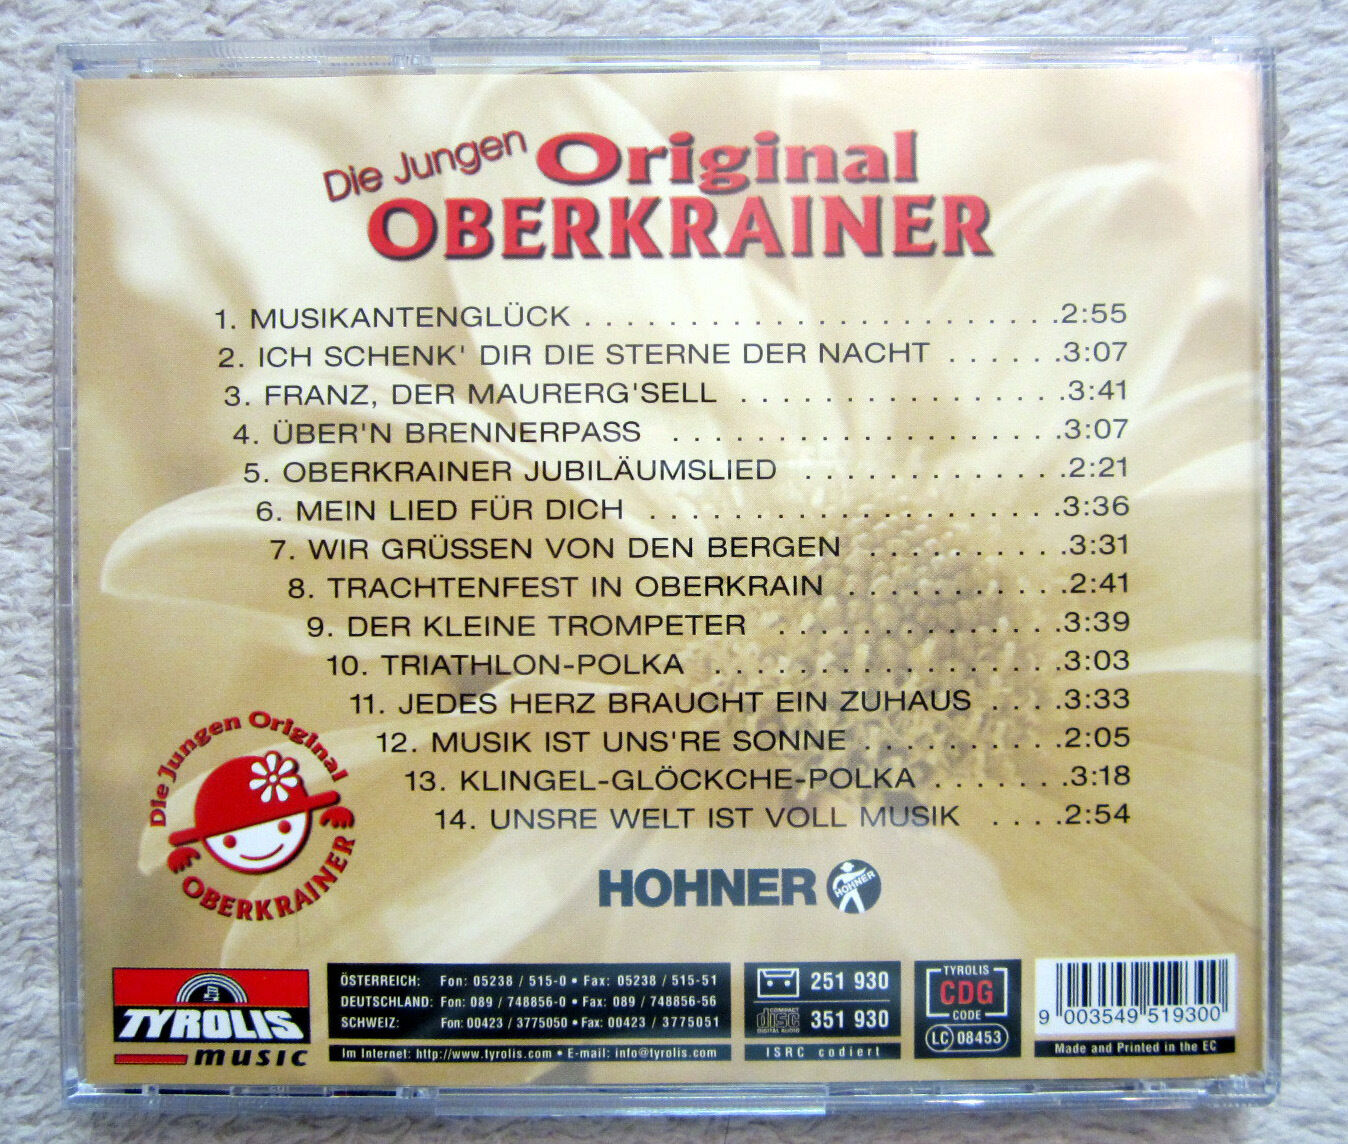 Die Jungen Original
OBERKRAINER
1. MUSIKANTENGLÜCK . . . . . . . . . . . . . . . . . . . . . . . .2:55
2. ICH SCHENK' DIR DIE STERNE DER NACHT . . . . . .3:07
3. FRANZ, DER MAURERG'SELL . . . . . . . . . . . . . . . .3:41
4. ÜBER'N BRENNERPASS . . . . . . . . . . . . . . . . . . .3:07
5. OBERKRAINER JUBILÄUMSLIED . . . . . . . . . . . . .2:21
6. MEIN LIED FÜR DICH . . . . . . . . . . . . . . . . . . . .3:36
7. WIR GRÜSSEN VON DEN BERGEN . . . . . . . . . .3:31
8. TRACHTENFEST IN OBERKRAIN . . . . . . . . . . .2:41
9. DER KLEINE TROMPETER . . . . . . . . . . . . . .3:39
10. TRIATHLON-POLKA . . . . . . . . . . . . . . . . .3:03
11. JEDES HERZ BRAUCHT EIN ZUHAUS . . . .3:33
12. MUSIK IST UNS'RE SONNE . . . . . . . . . .2:05
13. KLINGEL-GLÖCKCHE-POLKA . . . . . . .3:18
14. UNSRE WELT IST VOLL MUSIK . . . .2:54
Die Jungen Original
OBERKRAINER
HOHNER
HOHNER
TYROLIS
music
ÖSTERREICH: Fon: 05238 / 515-0 • Fax: 05238 / 515-51
DEUTSCHLAND: Fon: 089 / 748856-0 • Fax: 089 / 748856-56
SCHWEIZ: Fon: 00423 / 3775050 • Fax: 00423 / 3775051
Im Internet: http://www.tyrolis.com • E-mail: info@tyrolis.com
251 930
COMPACT
disc
DIGITAL AUDIO
351 930
ISRC codiert
TYROLIS
CDG
CODE
LC 08453
9 003549 519300
Made and Printed in the EC